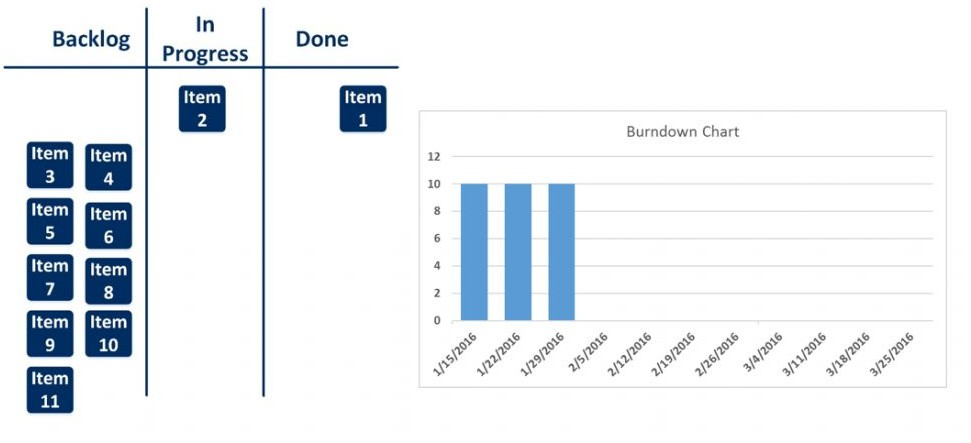 Backlog
In
Progress
Done
Item
2
Item
1
Item
3
Item
4
Item
5
Item
6
Item
7
Item
8
Item
9
Item
10
Item
11
Burndown Chart
12
10
8
6
4
2
0
1/15/2016
1/22/2016
1/29/2016
2/5/2016
2/12/2016
2/19/2016
2/26/2016
3/4/2016
3/11/2016
3/18/2016
3/25/2016